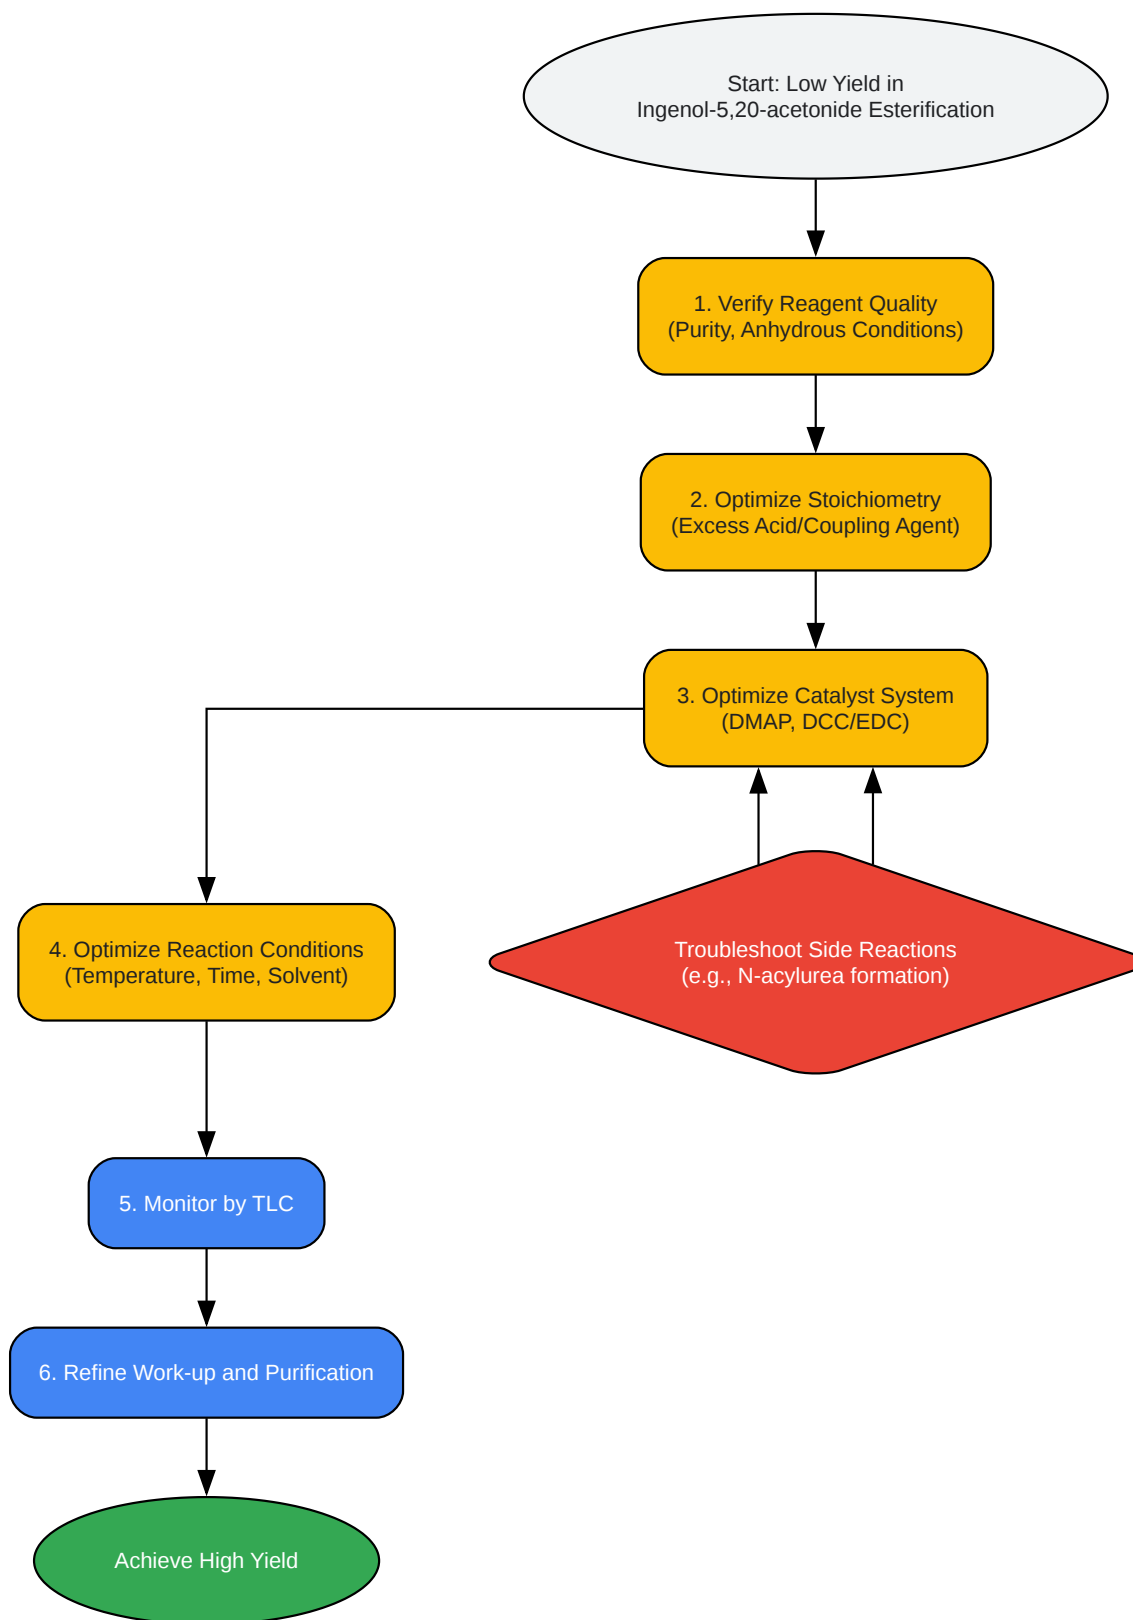 Start: Low Yield in
Ingenol-5,20-acetonide Esterification
1. Verify Reagent Quality
(Purity, Anhydrous Conditions)
2. Optimize Stoichiometry
(Excess Acid/Coupling Agent)
3. Optimize Catalyst System
(DMAP, DCC/EDC)
Troubleshoot Side Reactions
(e.g., N-acylurea formation)
4. Optimize Reaction Conditions
(Temperature, Time, Solvent)
5. Monitor by TLC
6. Refine Work-up and Purification
Achieve High Yield